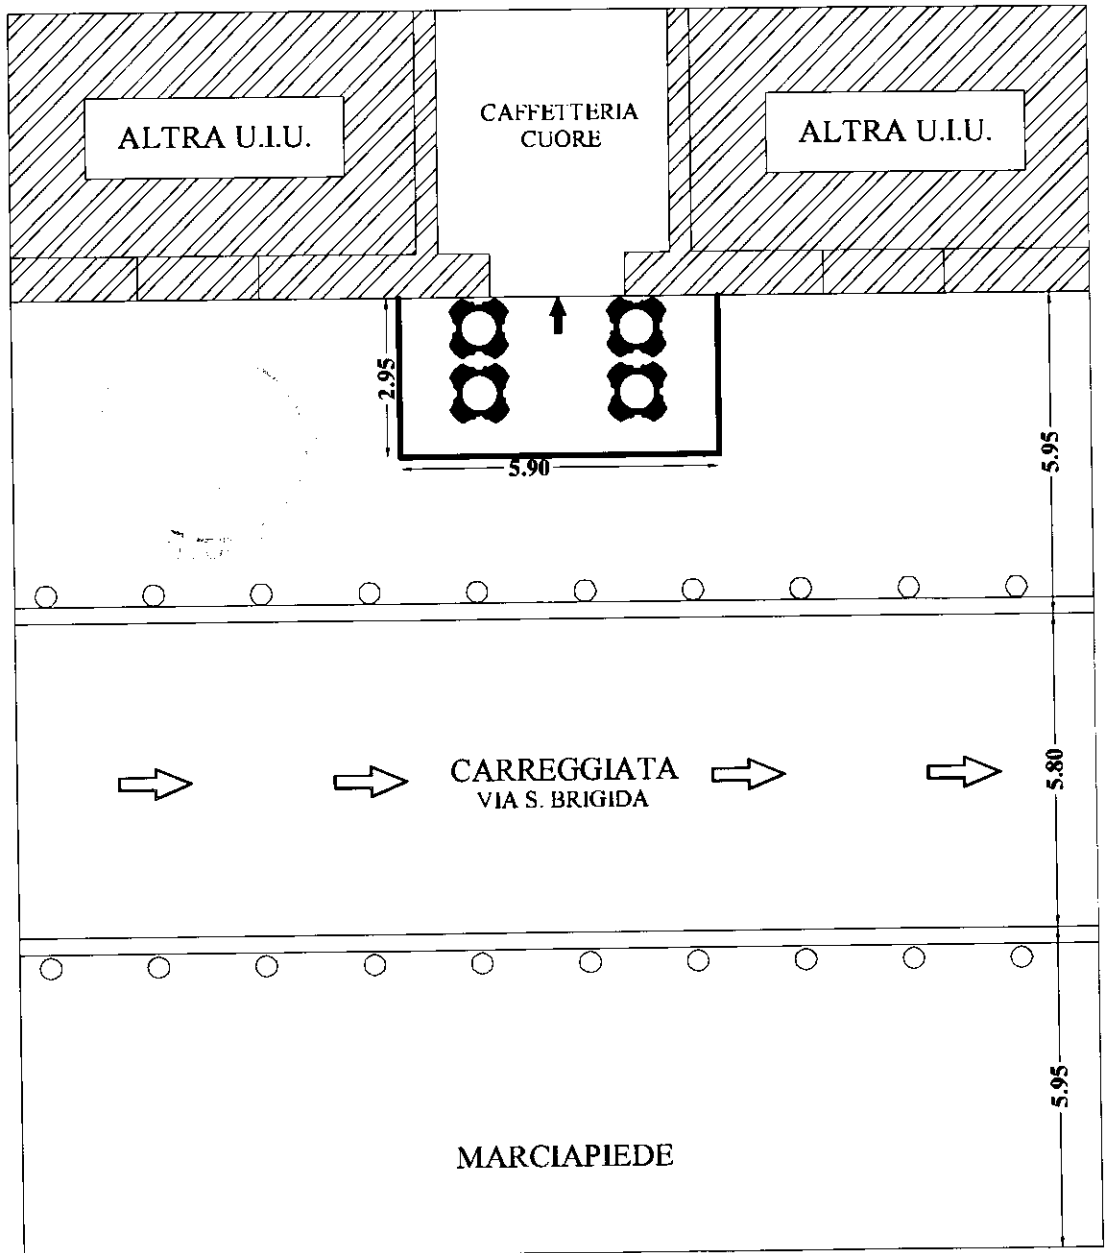 CAFFETTERIA
CUORE
ALTRA U.I.U.
ALTRA U.I.U.
2.95
5.90
5.95
CARREGGIATA
VIA S. BRIGIDA
5.80
5.95
MARCIAPIEDE